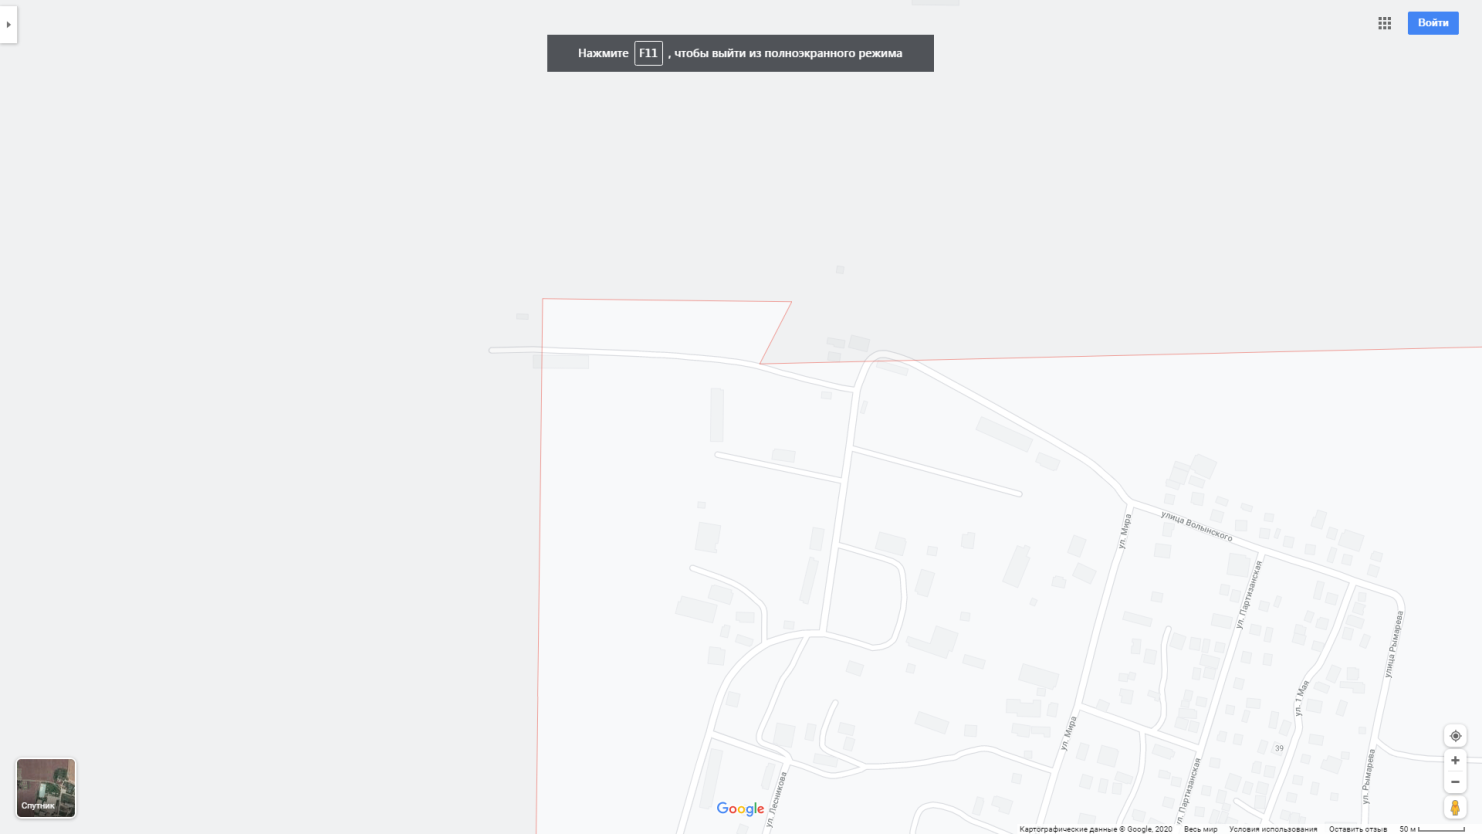 Войти
Нажмите F11 , чтобы выйти из полноэкранного режима
ул. Мира
улица Волынского
ул. Партизанская
улица Рымарева
ул. 1 Мая
ул. Мира
39
ул. Партизанская
ул. Рымарева
ул. Лесникова
Спутник
Google
Картографические данные © Google, 2020 Весь мир Условия использования Оставить отзыв 50 м